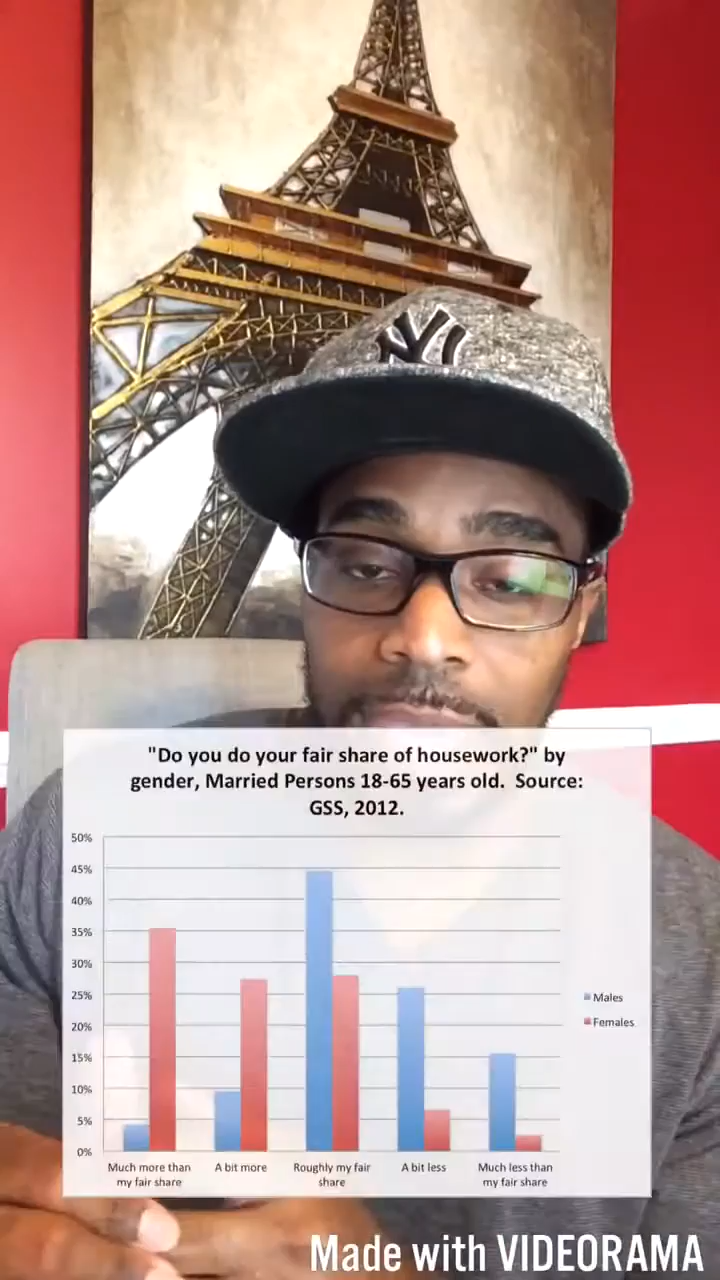 NY
"Do you do your fair share of housework?" by
gender, Married Persons 18-65 years old.  Source:
GSS, 2012.
50%
45%
40%
35%
30%
25%
20%
15%
10%
5%
0%
Males
Females
Much more than
my fair share
A bit more
Roughly my fair
share
A bit less
Much less than
my fair share
Made with VIDEORAMA